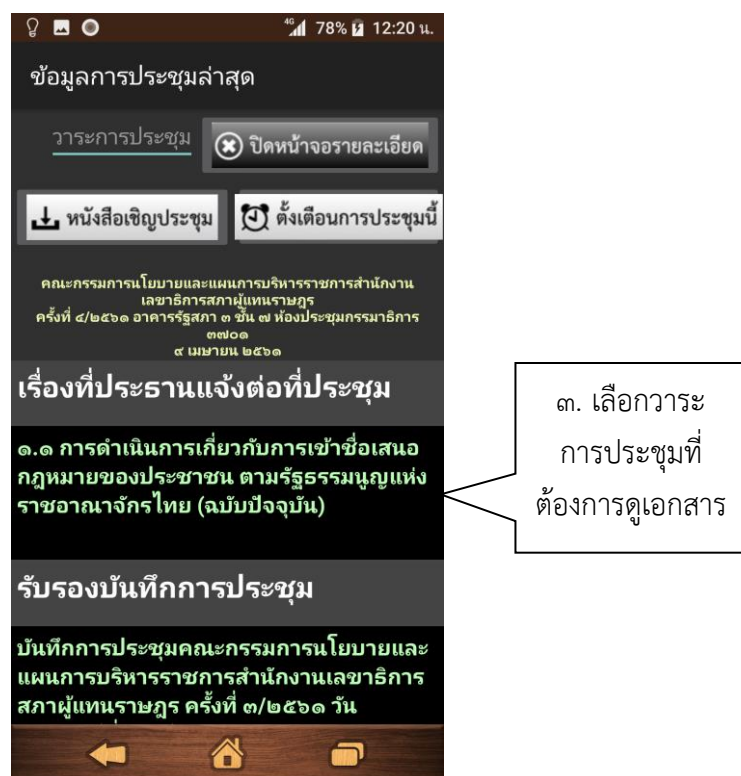 4G 78% 12:20 น.
ข้อมูลการประชุมล่าสุด
วาระการประชุม
ปิดหน้าจอรายละเอียด
หนังสือเชิญประชุม
ตั้งเตือนการประชุมนี้
คณะกรรมการนโยบายและแผนการบริหารราชการสำนักงาน
เลขาธิการสภาผู้แทนราษฎร
ครั้งที่ ๔/๒๕๖๑ อาคารรัฐสภา ๓ ชั้น ๗ ห้องประชุมกรรมาธิการ
๓๗๐๑
๙ เมษายน ๒๕๖๑
เรื่องที่ประธานแจ้งต่อที่ประชุม
๑.๑ การดำเนินการเกี่ยวกับการเข้าชื่อเสนอ
กฎหมายของประชาชน ตามรัฐธรรมนูญแห่ง
ราชอาณาจักรไทย (ฉบับปัจจุบัน)
รับรองบันทึกการประชุม
บันทึกการประชุมคณะกรรมการนโยบายและ
แผนการบริหารราชการสำนักงานเลขาธิการ
สภาผู้แทนราษฎร ครั้งที่ ๓/๒๕๖๑ วัน
๓. เลือกวาระ
การประชุมที่
ต้องการดูเอกสาร